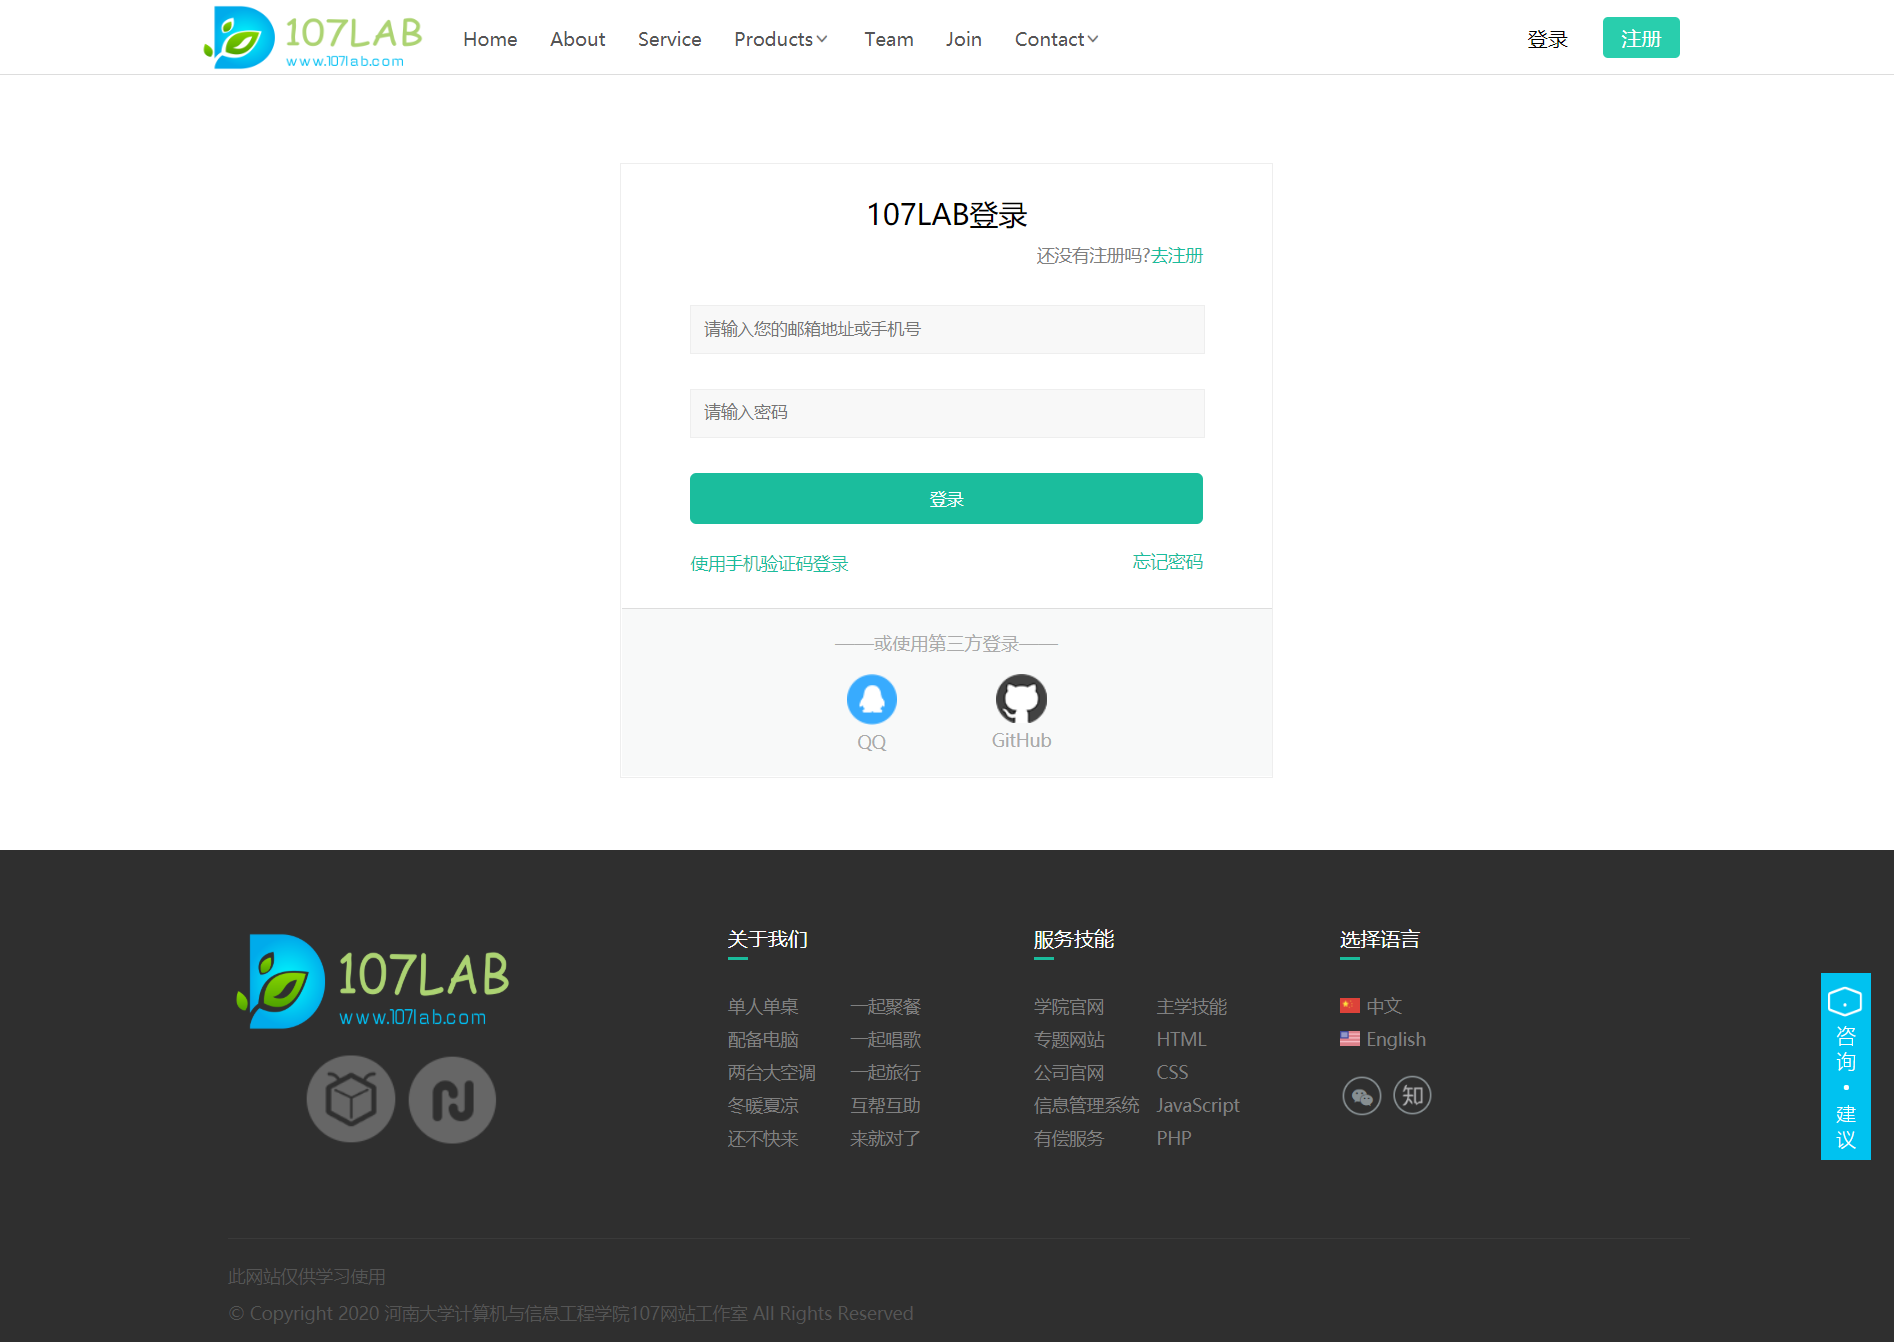 107LAB
www.107lab.com
Home About Service Products Team Join Contact 登录 注册
107LAB登录
还没有注册吗?去注册
请输入您的邮箱地址或手机号
请输入密码
登录
使用手机验证码登录 忘记密码
——或使用第三方登录——
QQ GitHub
107LAB
www.107lab.com
关于我们
单人单桌 一起聚餐
配备电脑 一起唱歌
两台大空调 一起旅行
冬暖夏凉 互帮互助
还不快来 来就对了
服务技能
学院官网 主学技能
专题网站 HTML
公司官网 CSS
信息管理系统 JavaScript
有偿服务 PHP
选择语言
中文
English
知
咨
询
·
建
议
此网站仅供学习使用
© Copyright 2020 河南大学计算机与信息工程学院107网站工作室 All Rights Reserved